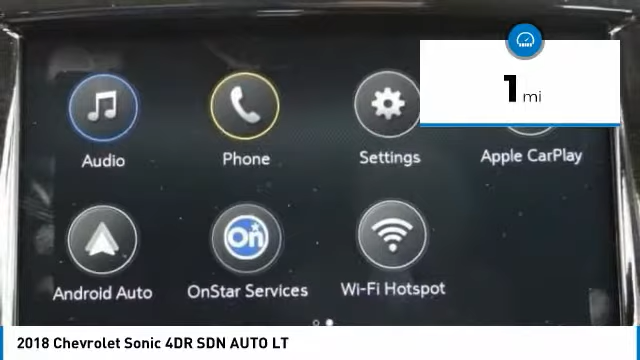 1 mi
Audio
Phone
Settings
Apple CarPlay
On
Android Auto
OnStar Services
Wi-Fi Hotspot
2018 Chevrolet Sonic 4DR SDN AUTO LT